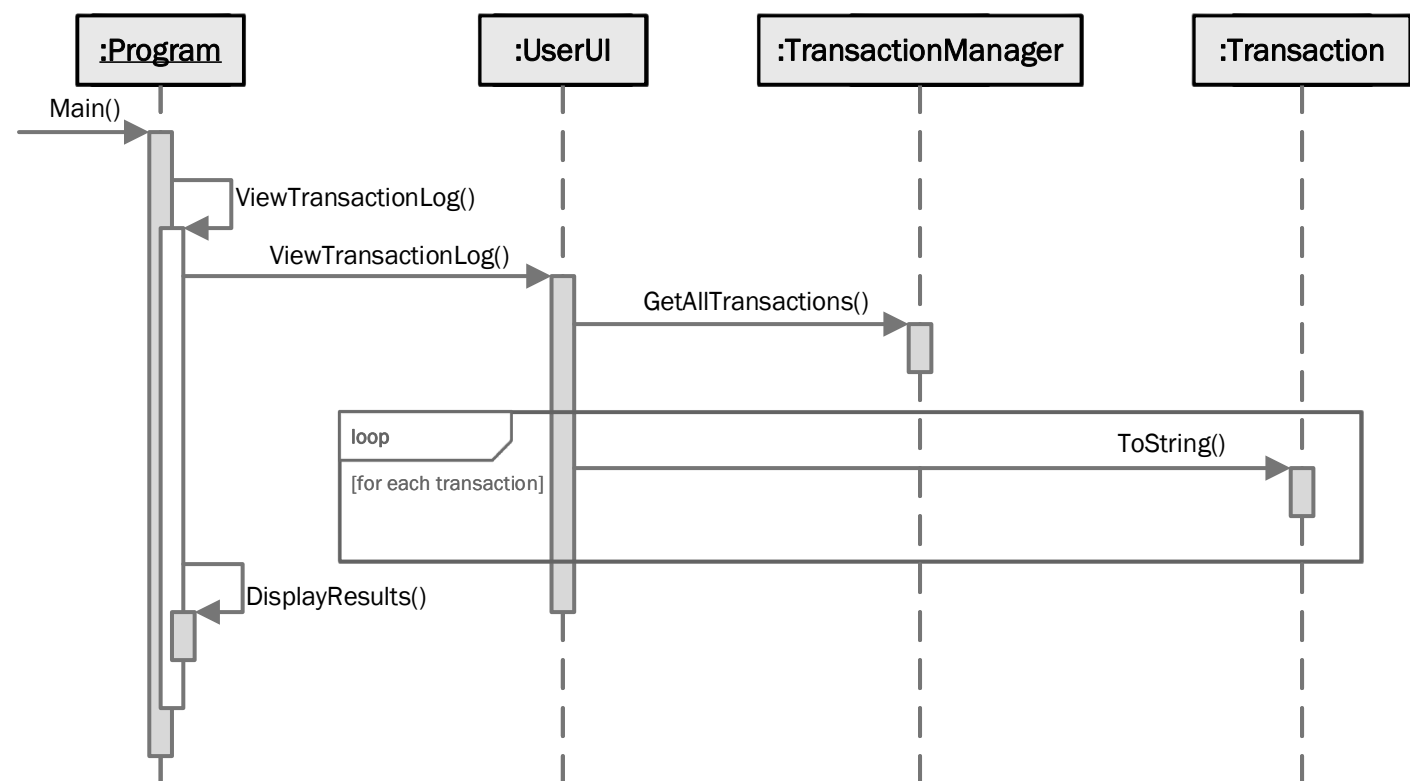 :Program
:UserUI
:TransactionManager
:Transaction
Main()
ViewTransactionLog()
ViewTransactionLog()
GetAllTransactions()
loop
ToString()
[for each transaction]
DisplayResults()